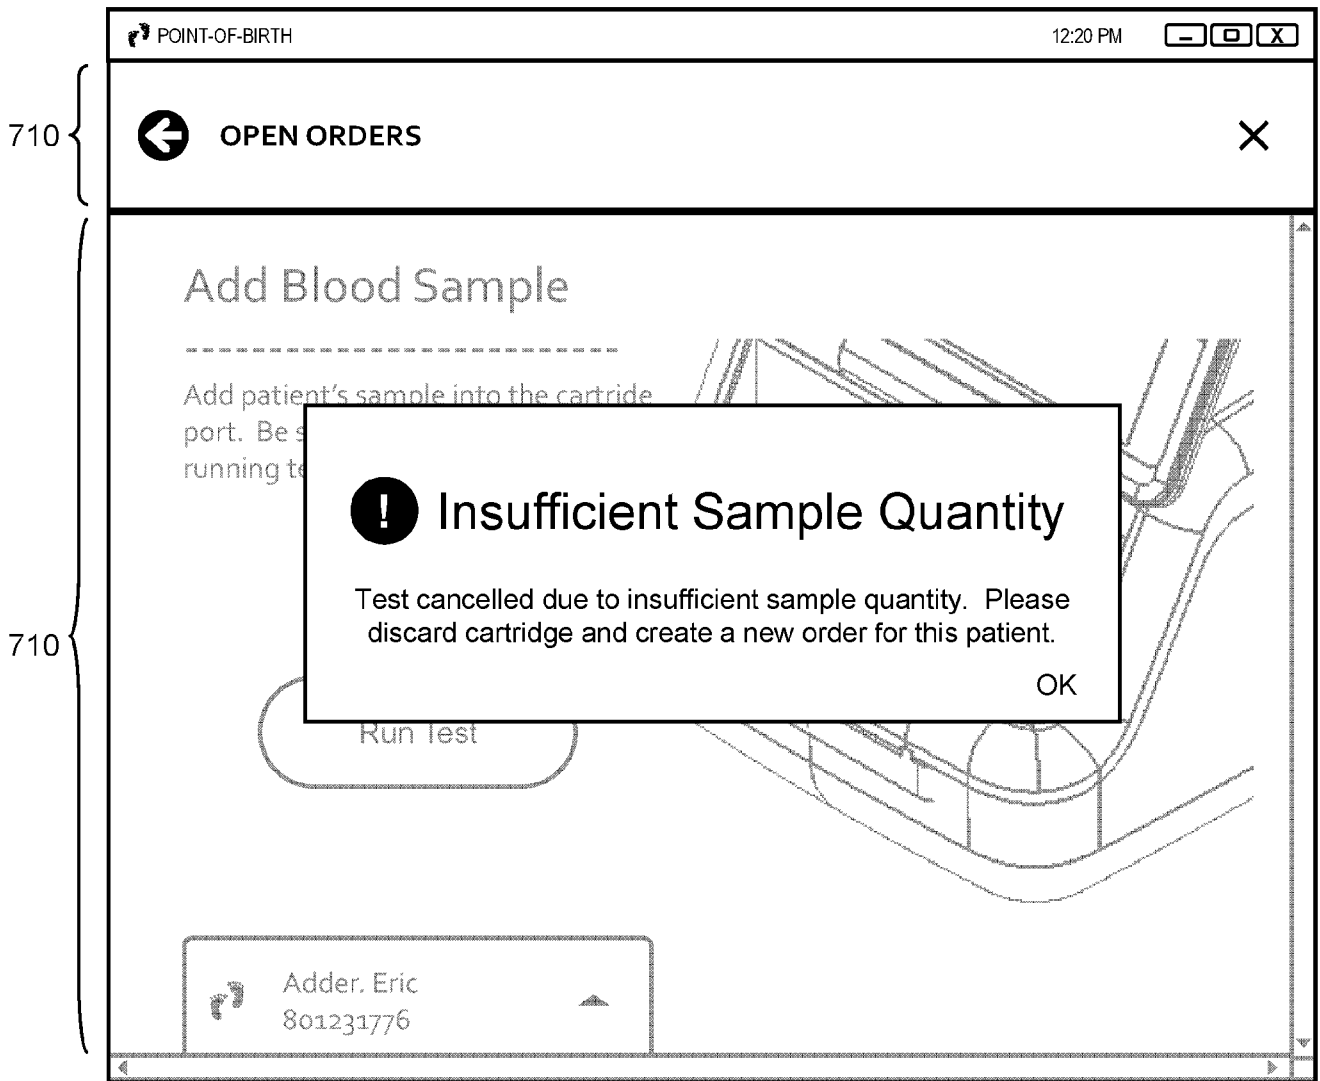 POINT-OF-BIRTH 12:20 PM X
710 OPEN ORDERS X
Add Blood Sample
Add patient's sample into the cartride
port. Be
running
! Insufficient Sample Quantity
Test cancelled due to insufficient sample quantity. Please
discard cartridge and create a new order for this patient.
710
OK
Run Test
Adder, Eric
801231776